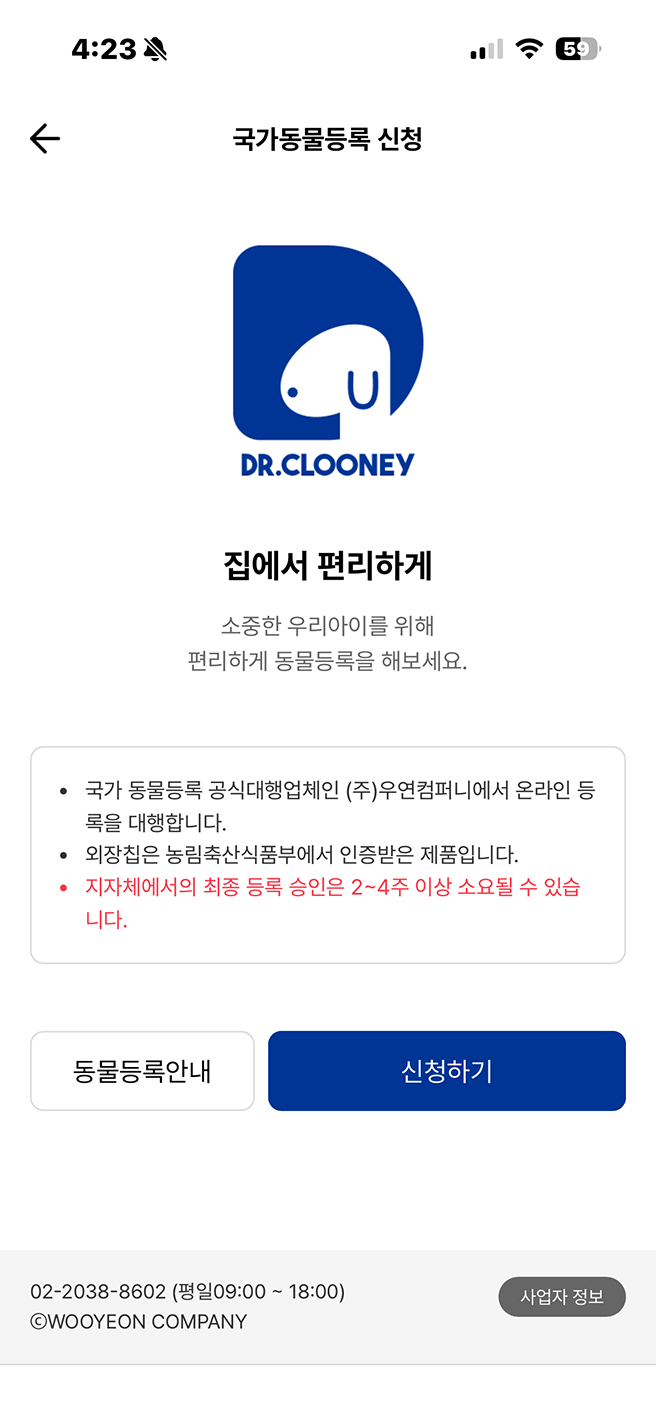 4:23
59
국가동물등록 신청
DR.CLOONEY
집에서 편리하게
소중한 우리아이를 위해
편리하게 동물등록을 해보세요.
• 국가 동물등록 공식대행업체인 (주)우연컴퍼니에서 온라인 등
록을 대행합니다.
• 외장칩은 농림축산식품부에서 인증받은 제품입니다.
• 지자체에서의 최종 등록 승인은 2~4주 이상 소요될 수 있습
니다.
동물등록안내
신청하기
02-2038-8602 (평일09:00 ~ 18:00)
사업자 정보
ⓒWOOYEON COMPANY